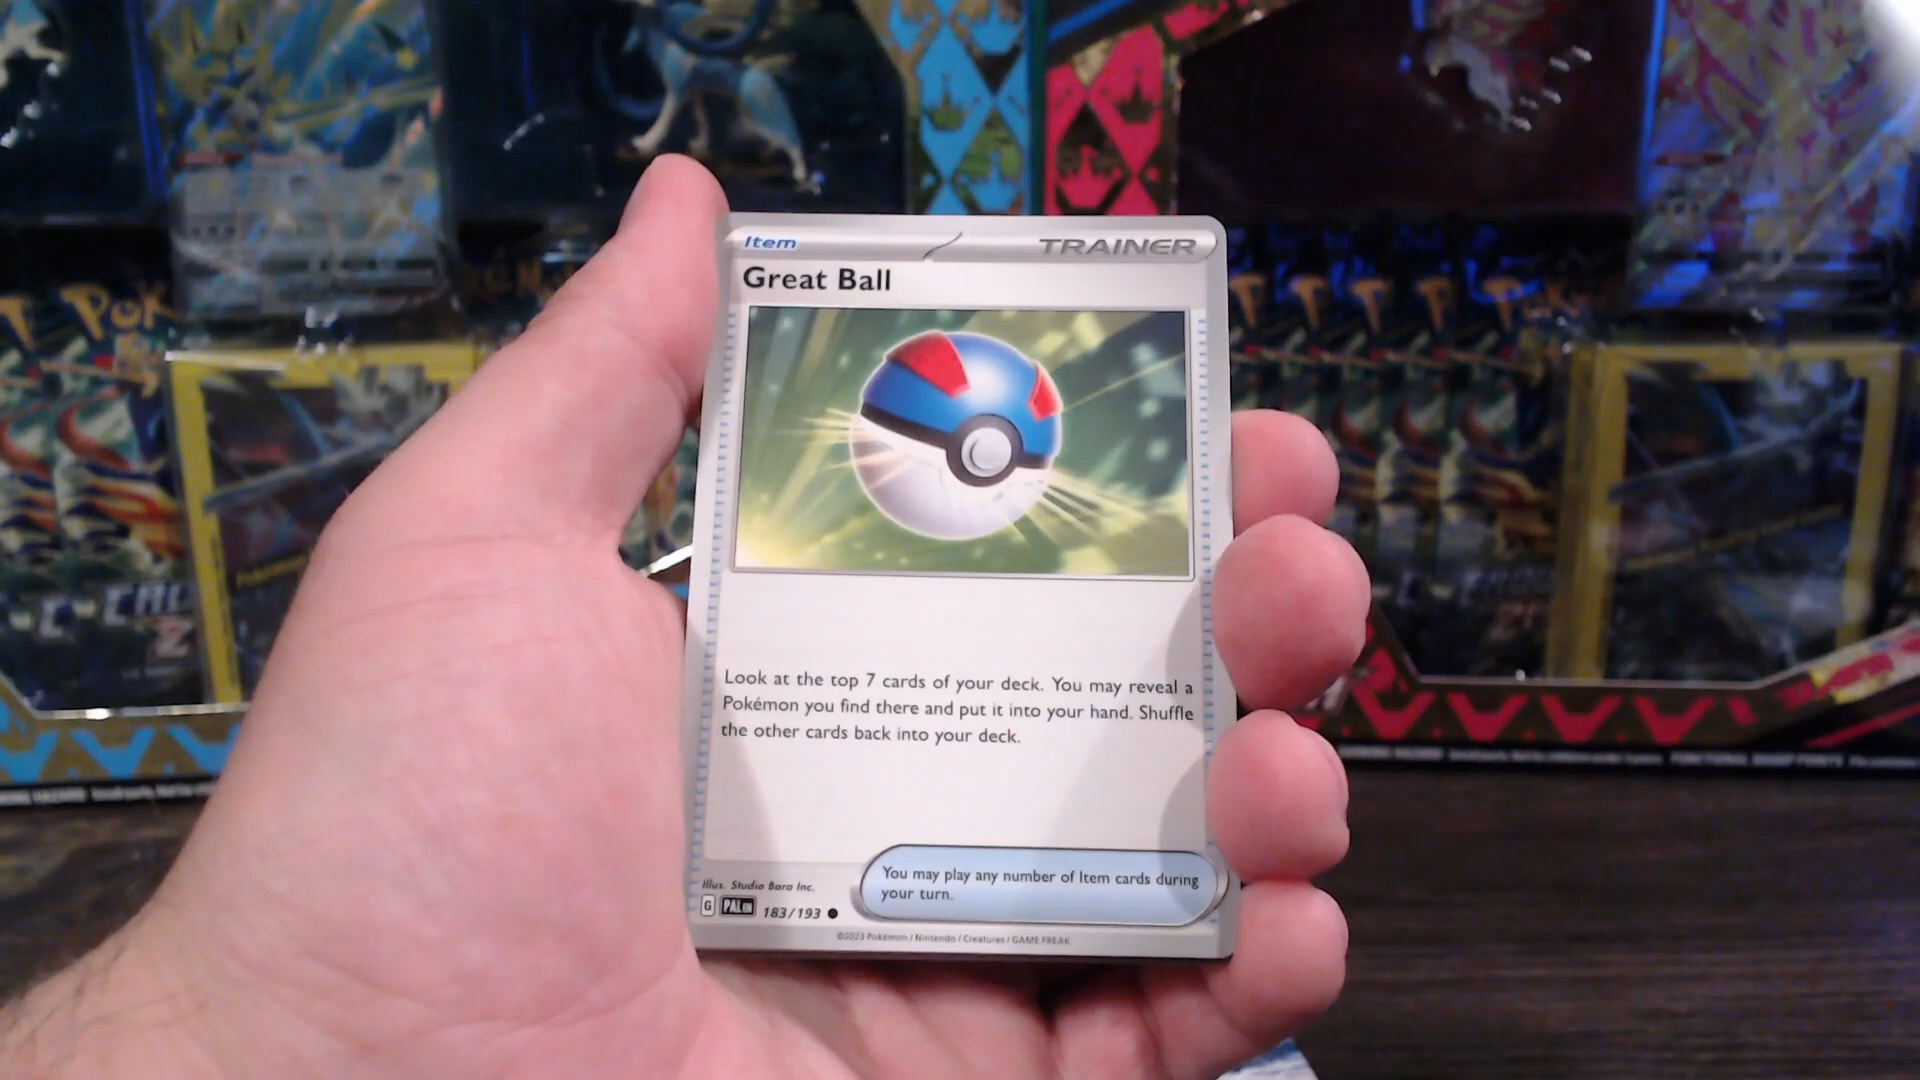 Item
TRAINER
Great Ball
Look at the top 7 cards of your deck. You may reveal a
Pokémon you find there and put it into your hand. Shuffle
the other cards back into your deck.
You may play any number of Item cards during
your turn.
Illus. Studio Bora Inc.
G PAL EN 183/193
©2023 Pokémon / Nintendo / Creatures / GAME FREAK